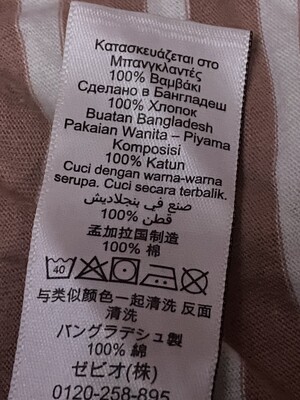 Κατασκευάζεται στο
Μπανγκλαντές
100% Βαμβάκι
Сделано в Бангладеш
100% Хлопок
Buatan Bangladesh
Pakaian Wanita – Piyama
Komposisi
100% Katun
Cuci dengan warna-warna
serupa. Cuci secara terbalik.
صنع في بنجلاديش
100% قطن
孟加拉国制造
100% 棉
40
与类似颜色一起清洗 反面
清洗
バングラデシュ製
100% 綿
ゼビオ(株)
0120-258-895